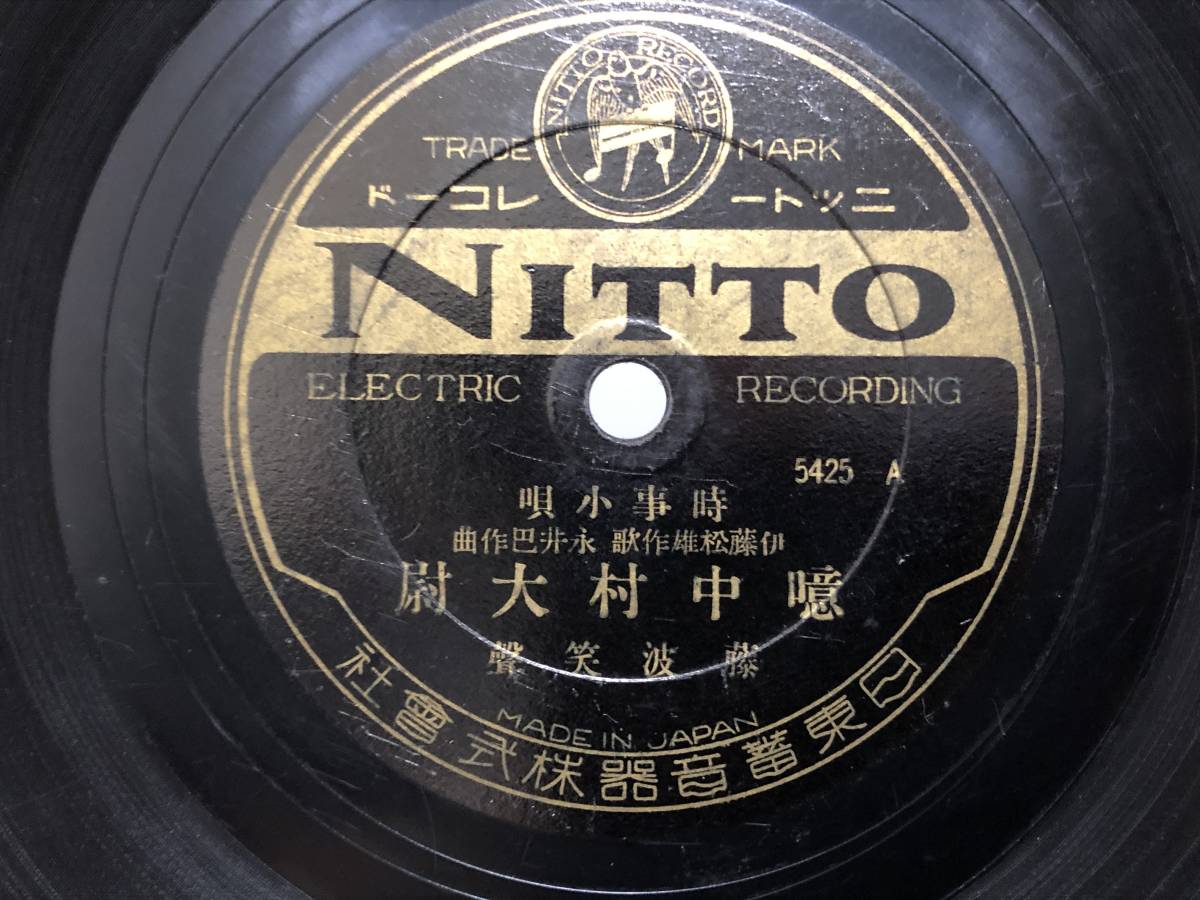 NITTO RECORD
TRADE MARK
ニットー レコード
NITTO
ELECTRIC RECORDING
5425 A
時事小唄
伊藤松雄作歌 永井巴作曲
噫中村大尉
藤波笑聲
MADE IN JAPAN
日東蓄音器株式會社